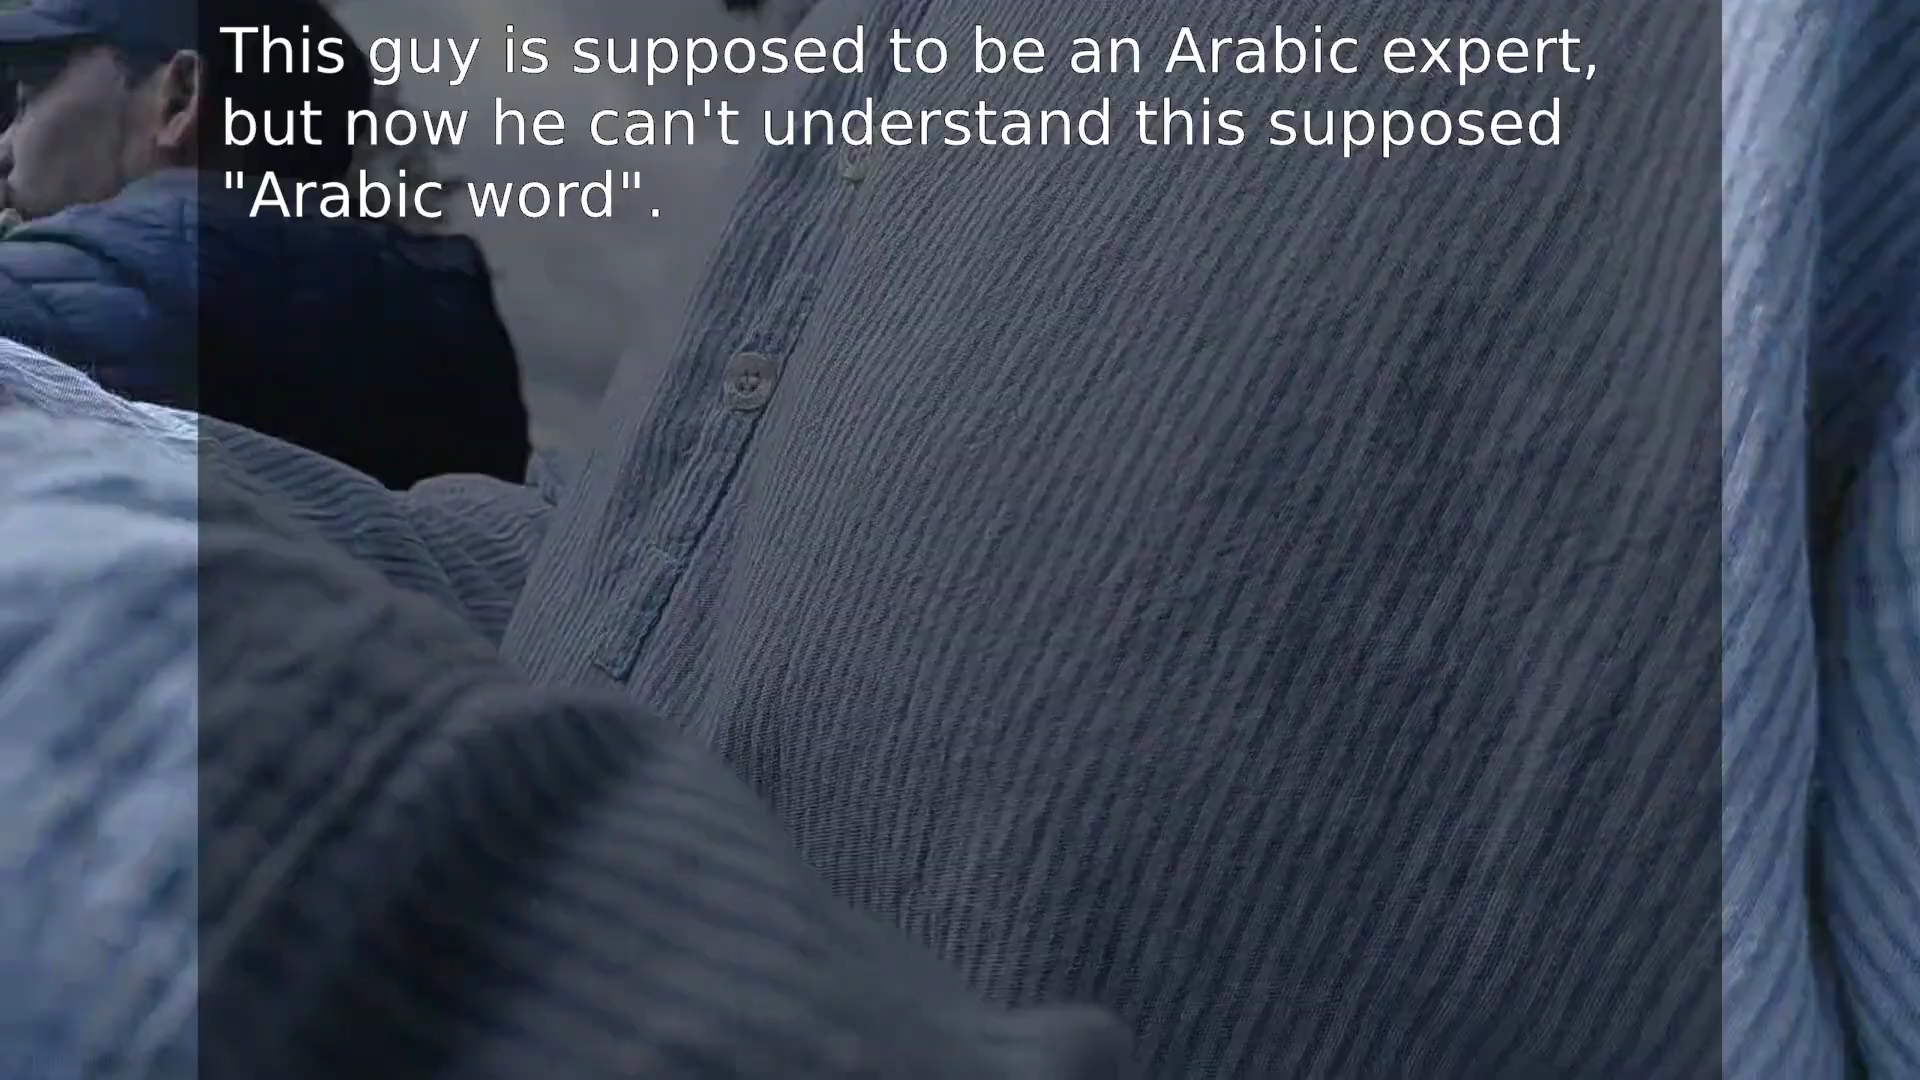 This guy is supposed to be an Arabic expert,
but now he can't understand this supposed
"Arabic word".